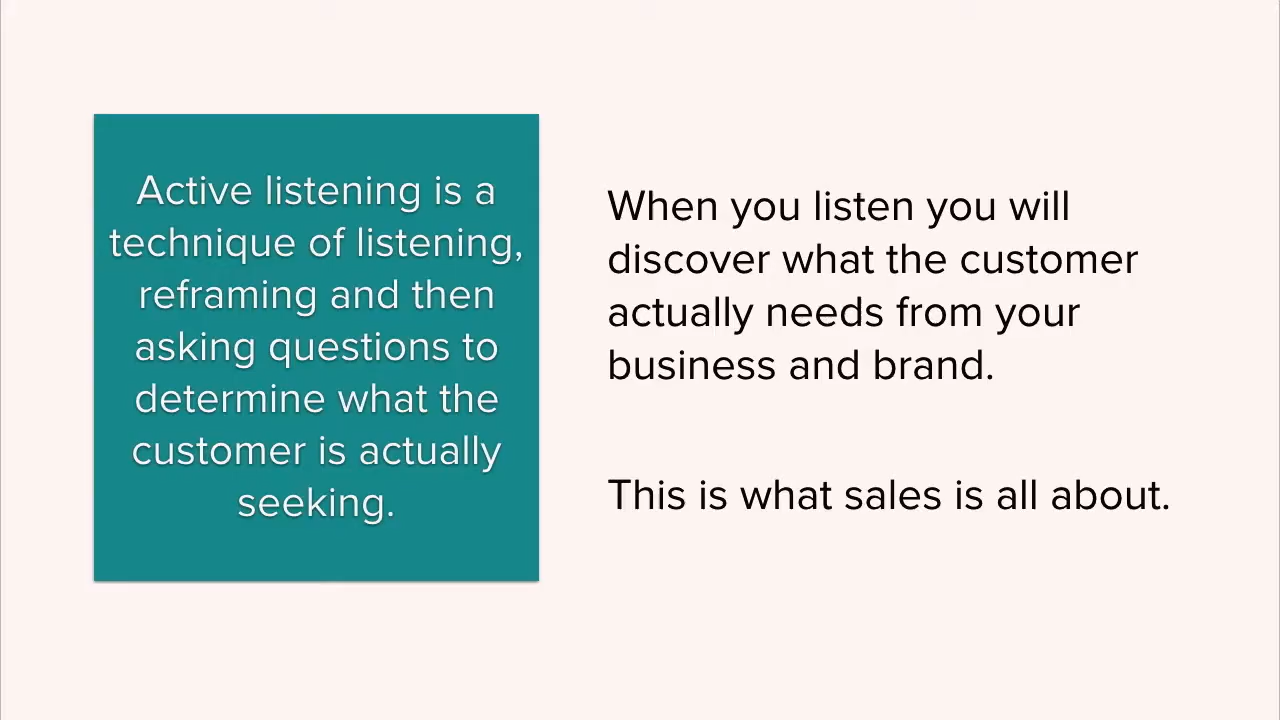 Active listening is a
technique of listening,
reframing and then
asking questions to
determine what the
customer is actually
seeking.
When you listen you will
discover what the customer
actually needs from your
business and brand.
This is what sales is all about.